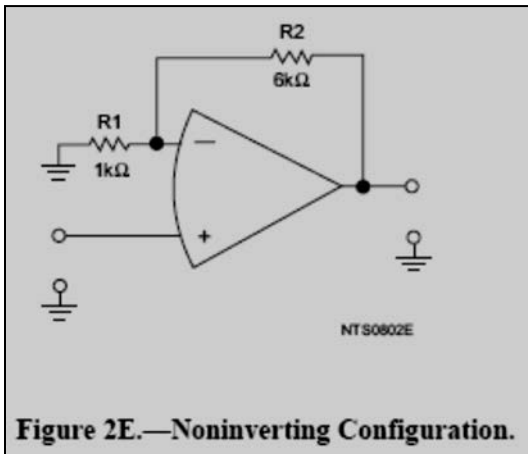 R2
6kΩ
R1
1kΩ
−
+
NTS0802E
Figure 2E.—Noninverting Configuration.